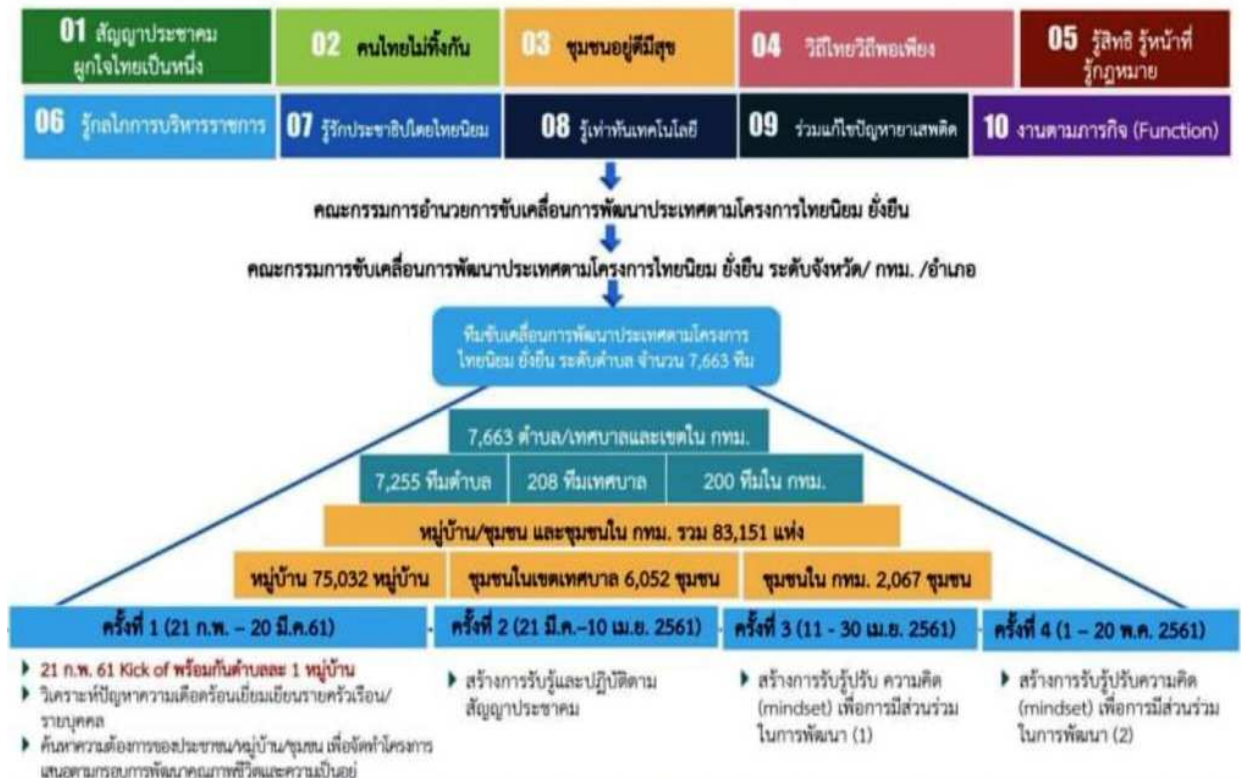 01 สัญญาประชาคม
ผูกใจไทยเป็นหนึ่ง
02 คนไทยไม่ทิ้งกัน
03 ชุมชนอยู่ดีมีสุข
04 วิถีไทยวิถีพอเพียง
05 รู้สิทธิ รู้หน้าที่
รู้กฎหมาย
06 รู้กลไกการบริหารราชการ
07 รู้รักประชาธิปไตยไทยนิยม
08 รู้เท่าทันเทคโนโลยี
09 ร่วมแก้ไขปัญหายาเสพติด
10 งานตามภารกิจ (Function)
คณะกรรมการอำนวยการขับเคลื่อนการพัฒนาประเทศตามโครงการไทยนิยม ยั่งยืน
คณะกรรมการขับเคลื่อนการพัฒนาประเทศตามโครงการไทยนิยม ยั่งยืน ระดับจังหวัด/ กทม. /อำเภอ
ทีมขับเคลื่อนการพัฒนาประเทศตามโครงการ
ไทยนิยม ยั่งยืน ระดับตำบล จำนวน 7,663 ทีม
7,663 ตำบล/เทศบาลและเขตใน กทม.
7,255 ทีมตำบล
208 ทีมเทศบาล
200 ทีมใน กทม.
หมู่บ้าน/ชุมชน และชุมชนใน กทม. รวม 83,151 แห่ง
หมู่บ้าน 75,032 หมู่บ้าน
ชุมชนในเขตเทศบาล 6,052 ชุมชน
ชุมชนใน กทม. 2,067 ชุมชน
ครั้งที่ 1 (21 ก.พ. – 20 มี.ค.61)
ครั้งที่ 2 (21 มี.ค.–10 เม.ย. 2561)
ครั้งที่ 3 (11 - 30 เม.ย. 2561)
ครั้งที่ 4 (1 – 20 พ.ค. 2561)
21 ก.พ. 61 Kick of พร้อมกันตำบลละ 1 หมู่บ้าน
วิเคราะห์ปัญหาความเดือดร้อนเยี่ยมเยียนรายครัวเรือน/
รายบุคคล
ค้นหาความต้องการของประชาชน/หมู่บ้าน/ชุมชน เพื่อจัดทำโครงการ
เสนอตามกรอบการพัฒนาคุณภาพชีวิตและความเป็นอยู่
สร้างการรับรู้และปฏิบัติตาม
สัญญาประชาคม
สร้างการรับรู้ปรับ ความคิด
(mindset) เพื่อการมีส่วนร่วม
ในการพัฒนา (1)
สร้างการรับรู้ปรับความคิด
(mindset) เพื่อการมีส่วนร่วม
ในการพัฒนา (2)